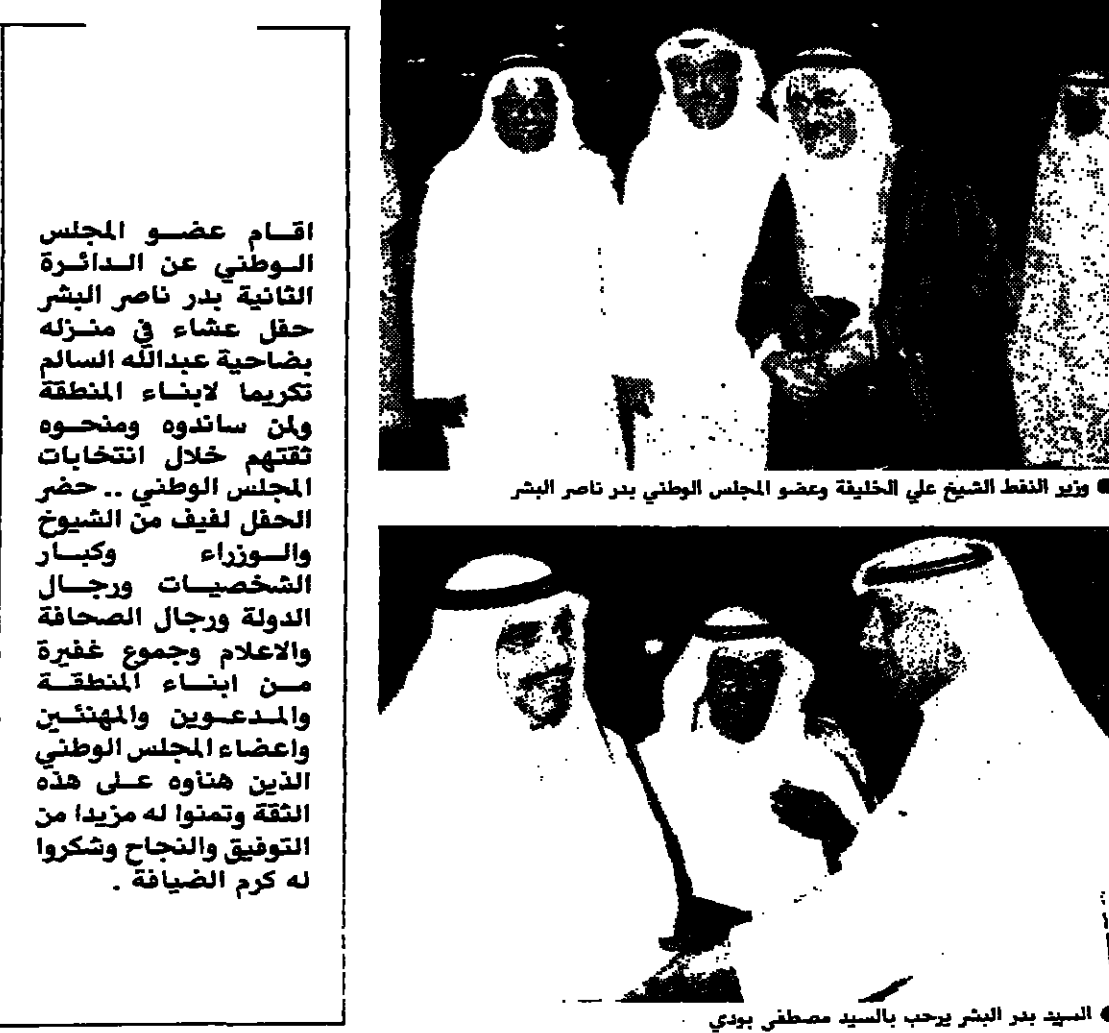 اقام عضو المجلس
الوطني عن الدائرة
الثانية بدر ناصر البشر
حفل عشاء في منزله
بضاحية عبدالله السالم
تكريما لابناء المنطقة
ولمن ساندوه ومنحوه
ثقتهم خلال انتخابات
المجلس الوطني .. حضر
الحفل لفيف من الشيوخ
والوزراء وكبار
الشخصيات ورجال
الدولة ورجال الصحافة
والاعلام وجموع غفيرة
من ابناء المنطقة
والمدعوين والمهنئين
واعضاء المجلس الوطني
الذين هنأوه على هذه
الثقة وتمنوا له مزيدا من
التوفيق والنجاح وشكروا
له كرم الضيافة .
● وزير النفط الشيخ علي الخليفة وعضو المجلس الوطني بدر ناصر البشر
● السيد بدر البشر يرحب بالسيد مصطفى بودي